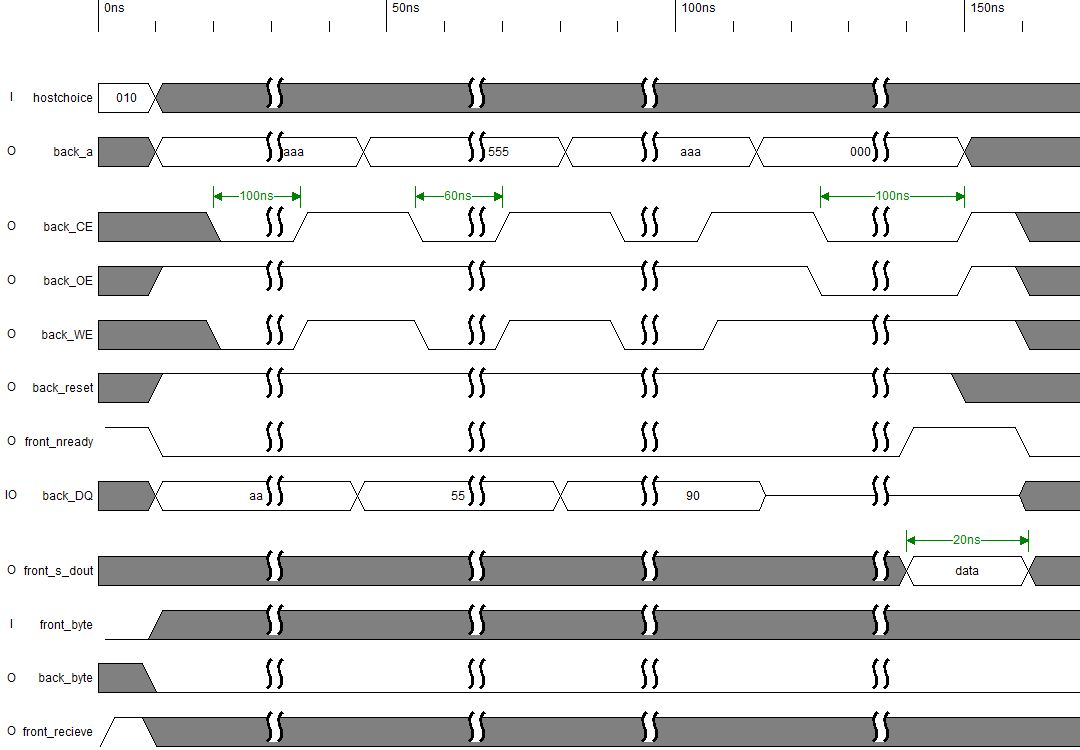 0ns 50ns 100ns 150ns
I hostchoice 010
O back_a aaa 555 aaa 000
100ns 60ns 100ns
O back_CE
O back_OE
O back_WE
O back_reset
O front_nready
IO back_DQ aa 55 90
20ns
O front_s_dout data
I front_byte
O back_byte
O front_recieve